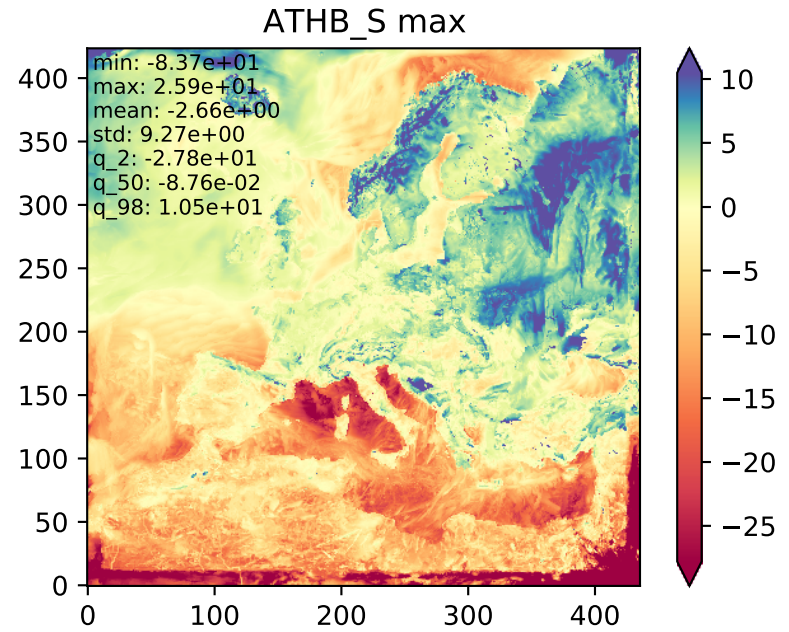 ATHB_S max
min: -8.37e+01
max: 2.59e+01
mean: -2.66e+00
std: 9.27e+00
q_2: -2.78e+01
q_50: -8.76e-02
q_98: 1.05e+01
400
350
300
250
200
150
100
50
0
0
100
200
300
400
10
5
0
−5
−10
−15
−20
−25